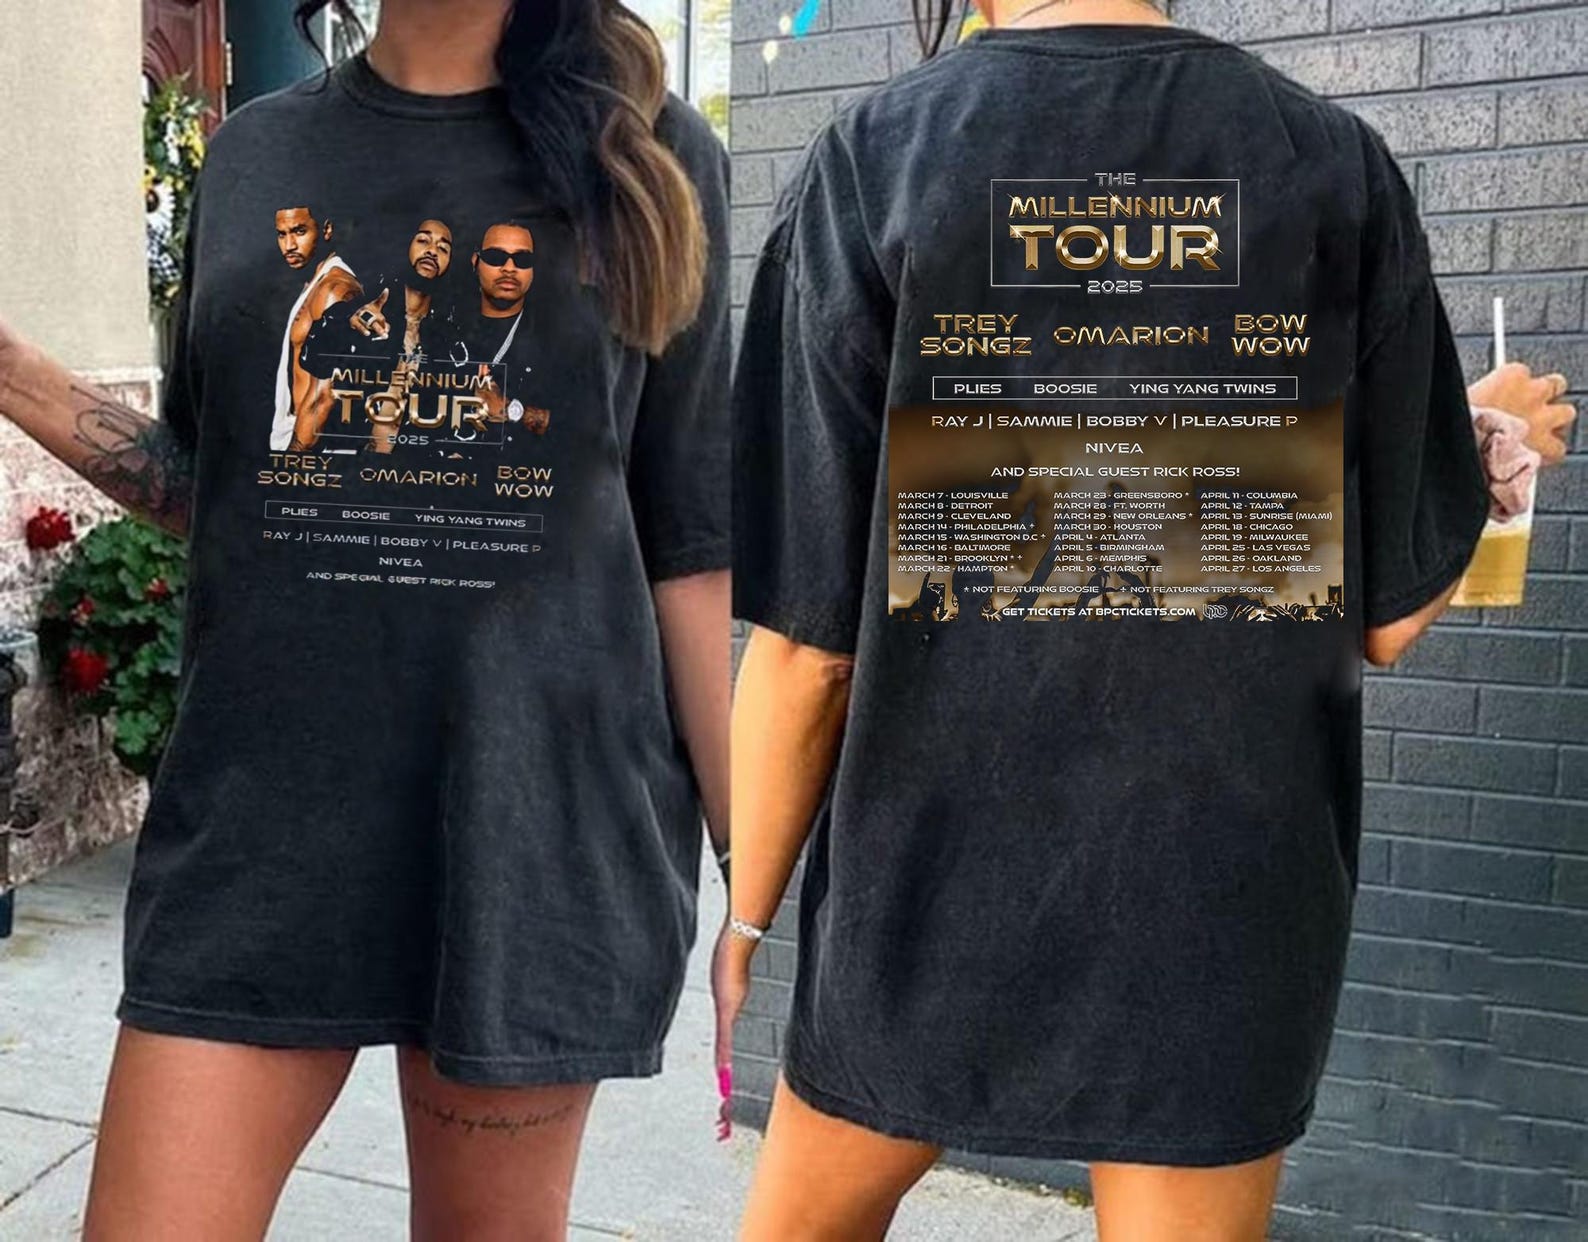 THE
MILLENNIUM
TOUR
2025
TREY
SONGZ
OMARION
BOW
WOW
PLIES BOOSIE YING YANG TWINS
RAY J | SAMMIE | BOBBY V | PLEASURE P
NIVEA
AND SPECIAL GUEST RICK ROSS!
THE
MILLENNIUM
TOUR
2025
TREY
SONGZ
OMARION
BOW
WOW
PLIES BOOSIE YING YANG TWINS
RAY J | SAMMIE | BOBBY V | PLEASURE P
NIVEA
AND SPECIAL GUEST RICK ROSS!
MARCH 7 - LOUISVILLE
MARCH 8 - DETROIT
MARCH 9 - CLEVELAND
MARCH 14 - PHILADELPHIA +
MARCH 15 - WASHINGTON D.C +
MARCH 16 - BALTIMORE
MARCH 21 - BROOKLYN * +
MARCH 22 - HAMPTON *
MARCH 23 - GREENSBORO *
MARCH 28 - FT. WORTH
MARCH 29 - NEW ORLEANS *
MARCH 30 - HOUSTON
APRIL 4 - ATLANTA
APRIL 5 - BIRMINGHAM
APRIL 6 - MEMPHIS
APRIL 10 - CHARLOTTE
APRIL 11 - COLUMBIA
APRIL 12 - TAMPA
APRIL 13 - SUNRISE (MIAMI)
APRIL 18 - CHICAGO
APRIL 19 - MILWAUKEE
APRIL 25 - LAS VEGAS
APRIL 26 - OAKLAND
APRIL 27 - LOS ANGELES
* NOT FEATURING BOOSIE + NOT FEATURING TREY SONGZ
GET TICKETS AT BPCTICKETS.COM